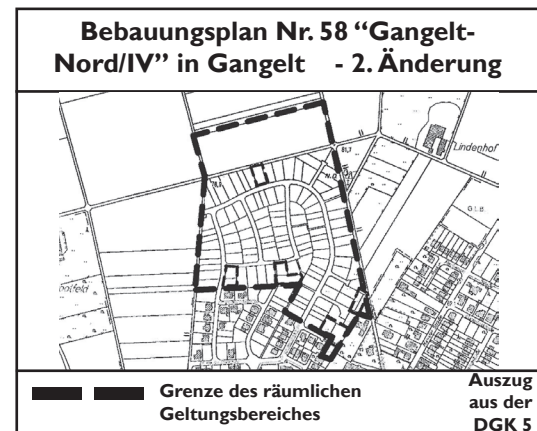 Bebauungsplan Nr. 58 “Gangelt-
Nord/IV” in Gangelt - 2. Änderung
Lindenhof
G.L.B.
Grenze des räumlichen
Geltungsbereiches
Auszug
aus der
DGK 5